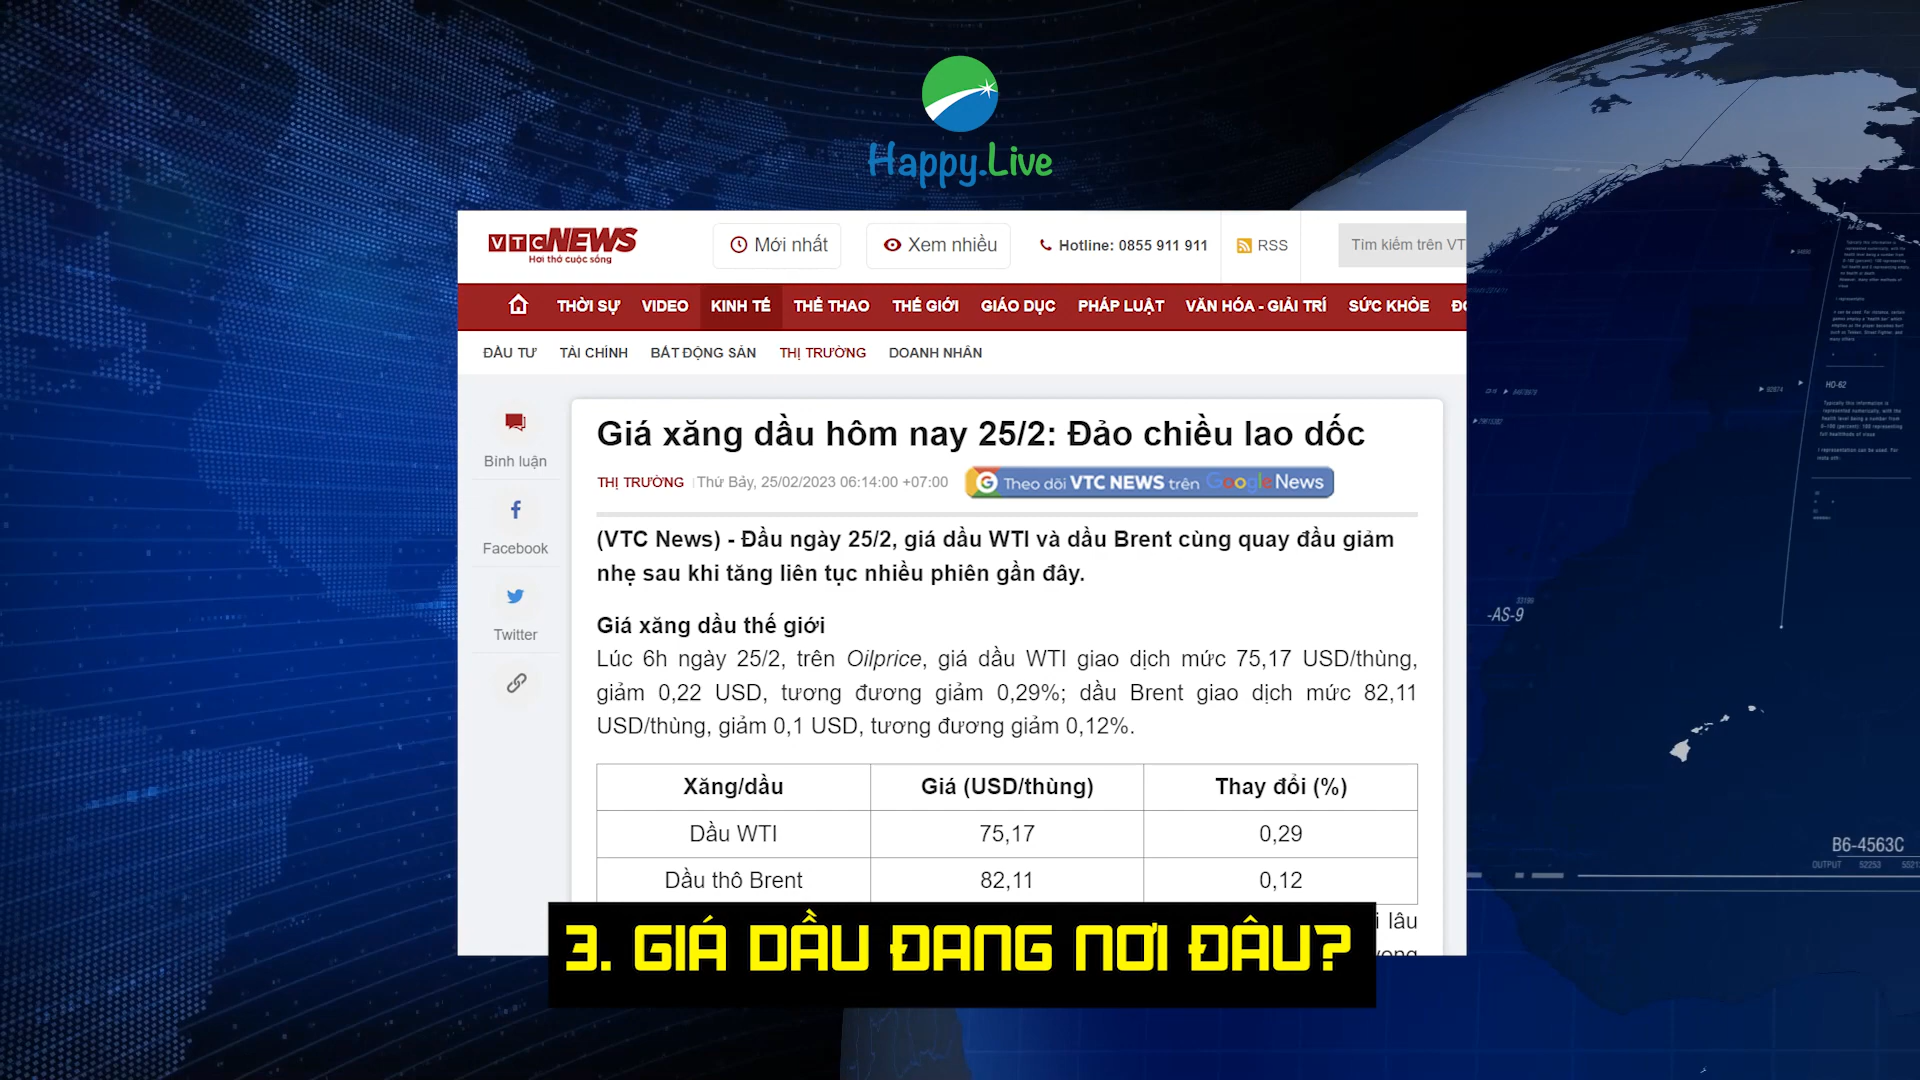 Happy.Live
VTC NEWS
Hơi thở cuộc sống
Mới nhất
Xem nhiều
Hotline: 0855 911 911
RSS
Tìm kiếm trên VT
THỜI SỰ VIDEO KINH TẾ THỂ THAO THẾ GIỚI GIÁO DỤC PHÁP LUẬT VĂN HÓA - GIẢI TRÍ SỨC KHỎE
ĐẦU TƯ TÀI CHÍNH BẤT ĐỘNG SẢN THỊ TRƯỜNG DOANH NHÂN
Bình luận
Facebook
Twitter
Giá xăng dầu hôm nay 25/2: Đảo chiều lao dốc
THỊ TRƯỜNG Thứ Bảy, 25/02/2023 06:14:00 +07:00
Theo dõi VTC NEWS trên Google News
(VTC News) - Đầu ngày 25/2, giá dầu WTI và dầu Brent cùng quay đầu giảm
nhẹ sau khi tăng liên tục nhiều phiên gần đây.
Giá xăng dầu thế giới
Lúc 6h ngày 25/2, trên Oilprice, giá dầu WTI giao dịch mức 75,17 USD/thùng,
giảm 0,22 USD, tương đương giảm 0,29%; dầu Brent giao dịch mức 82,11
USD/thùng, giảm 0,1 USD, tương đương giảm 0,12%.
Xăng/dầu Giá (USD/thùng) Thay đổi (%)
Dầu WTI 75,17 0,29
Dầu thô Brent 82,11 0,12
lâu
3. GIÁ DẦU ĐANG NƠI ĐÂU?
HO-62
-AS-9
B6-4563C
OUTPUT 52253